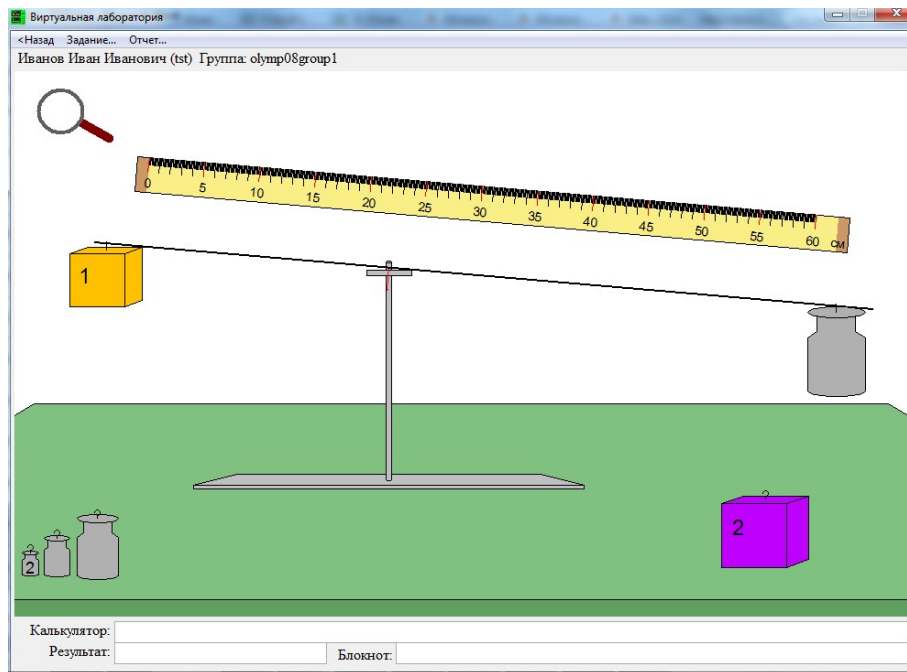 Виртуальная лаборатория
<Назад Задание... Отчет...
Иванов Иван Иванович (tst) Группа: olymp08group1
0 5 10 15 20 25 30 35 40 45 50 55 60 см
1
2
2
Калькулятор:
Результат: Блокнот: